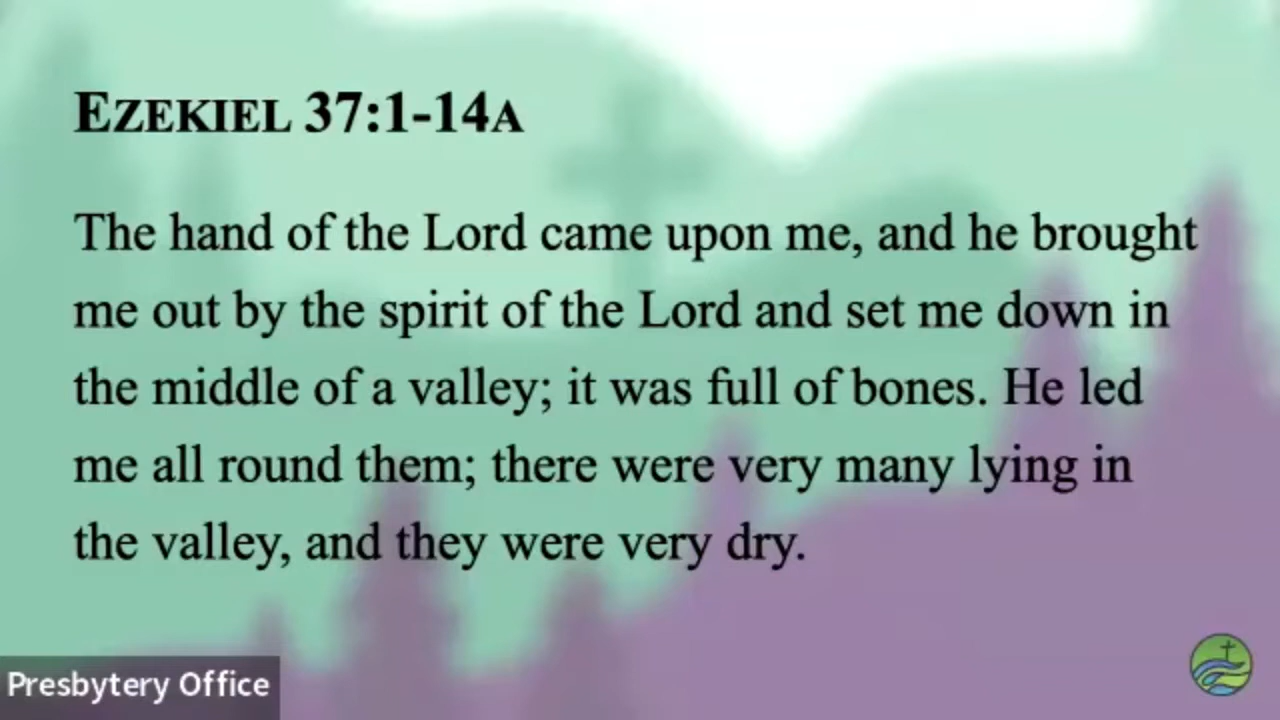 EZEKIEL 37:1-14A
The hand of the Lord came upon me, and he brought
me out by the spirit of the Lord and set me down in
the middle of a valley; it was full of bones. He led
me all round them; there were very many lying in
the valley, and they were very dry.
Presbytery Office